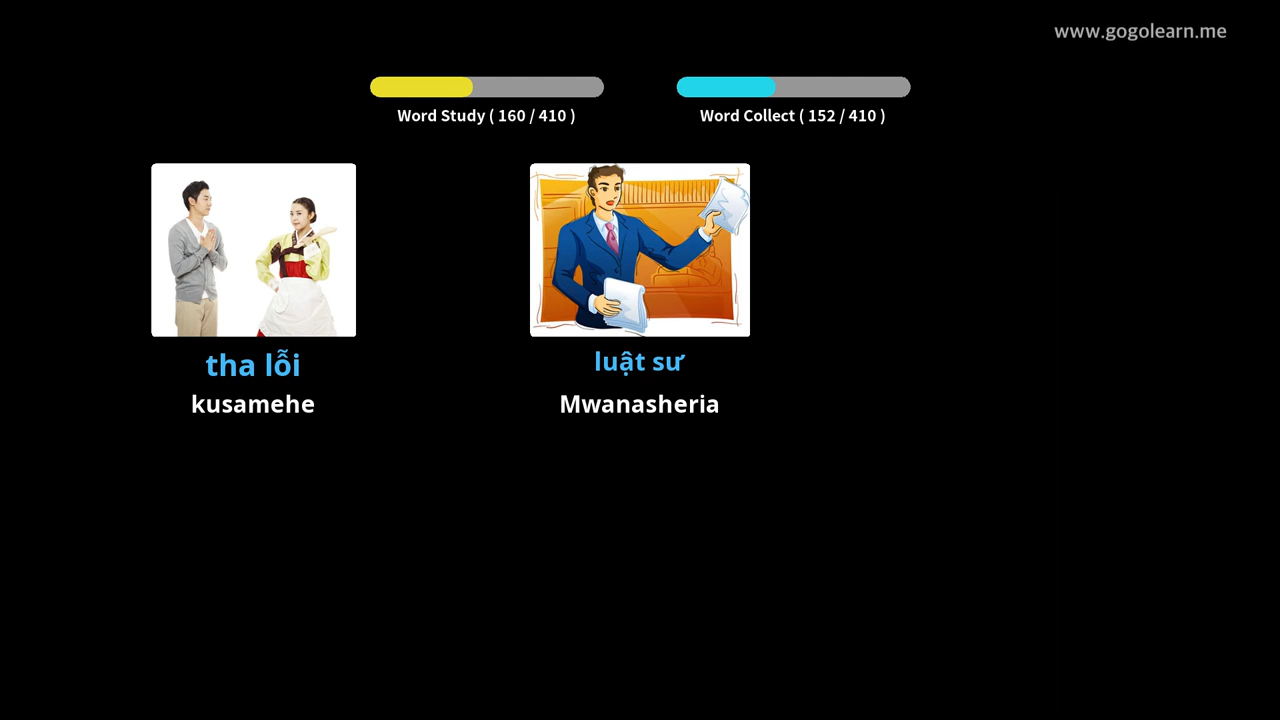 www.gogolearn.me
Word Study ( 160 / 410 )
Word Collect ( 152 / 410 )
tha lỗi
kusamehe
luật sư
Mwanasheria